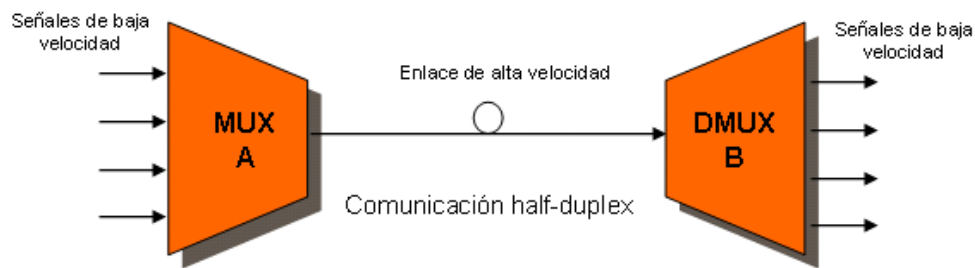 Señales de baja
velocidad
Enlace de alta velocidad
Señales de baja
velocidad
MUX
A
DMUX
B
Comunicación half-duplex